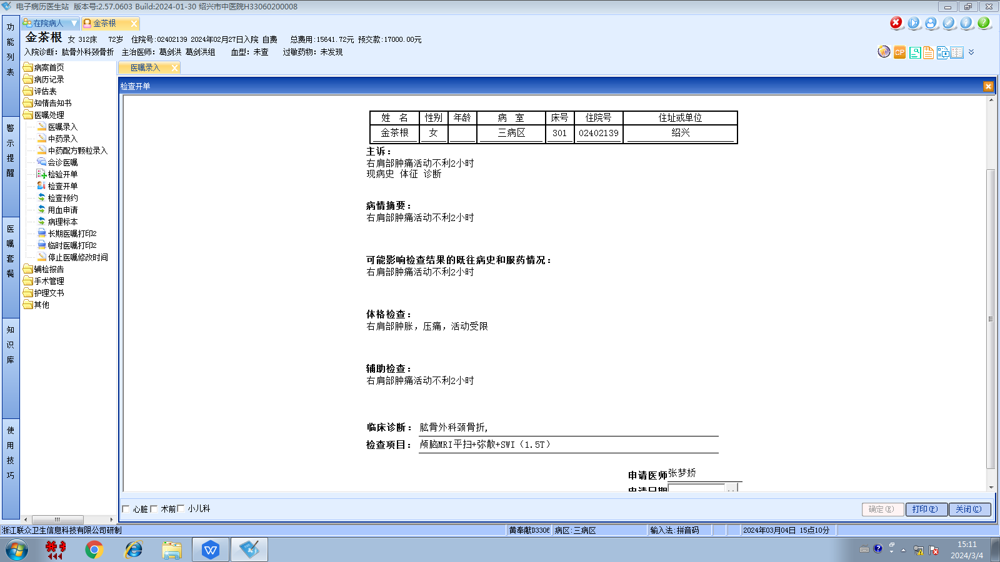 电子病历医生站 版本号:2.57.0603 Build:2024-01-30 绍兴市中医院H33060200008
功能列表
警示提醒
医嘱套餐
知识库
使用技巧
在院病人
金茶根
金茶根 女 312床 72岁 住院号:02402139 2024年02月27日入院 自费 总费用:15641.72元 预交款:17000.00元
入院诊断: 肱骨外科颈骨折 主治医师: 葛剑洪 葛剑洪组 血型: 未查 过敏药物: 未发现
CP
病案首页
病历记录
评估表
知情告知书
医嘱处理
医嘱录入
中药录入
中药配方颗粒录入
会诊医嘱
检验开单
检查开单
检查预约
用血申请
病理标本
长期医嘱打印2
临时医嘱打印2
停止医嘱修改时间
辅检报告
手术管理
护理文书
其他
医嘱录入
检查开单
姓 名 性别 年龄 病 室 床号 住院号 住址或单位
金茶根 女 三病区 301 02402139 绍兴
主诉:
右肩部肿痛活动不利2小时
现病史 体征 诊断
病情摘要:
右肩部肿痛活动不利2小时
可能影响检查结果的既往病史和服药情况:
右肩部肿痛活动不利2小时
体格检查:
右肩部肿胀，压痛，活动受限
辅助检查:
右肩部肿痛活动不利2小时
临床诊断: 肱骨外科颈骨折,
检查项目: 颅脑MRI平扫+弥散+SWI（1.5T）
申请医师 张梦娇
申请日期
心脏 术前 小儿科
确定(E) 打印(P) 关闭(C)
浙江联众卫生信息科技有限公司研制 黄奉献D3306 病区:三病区 输入法:拼音码 2024年03月04日 15点10分
15:11
2024/3/4